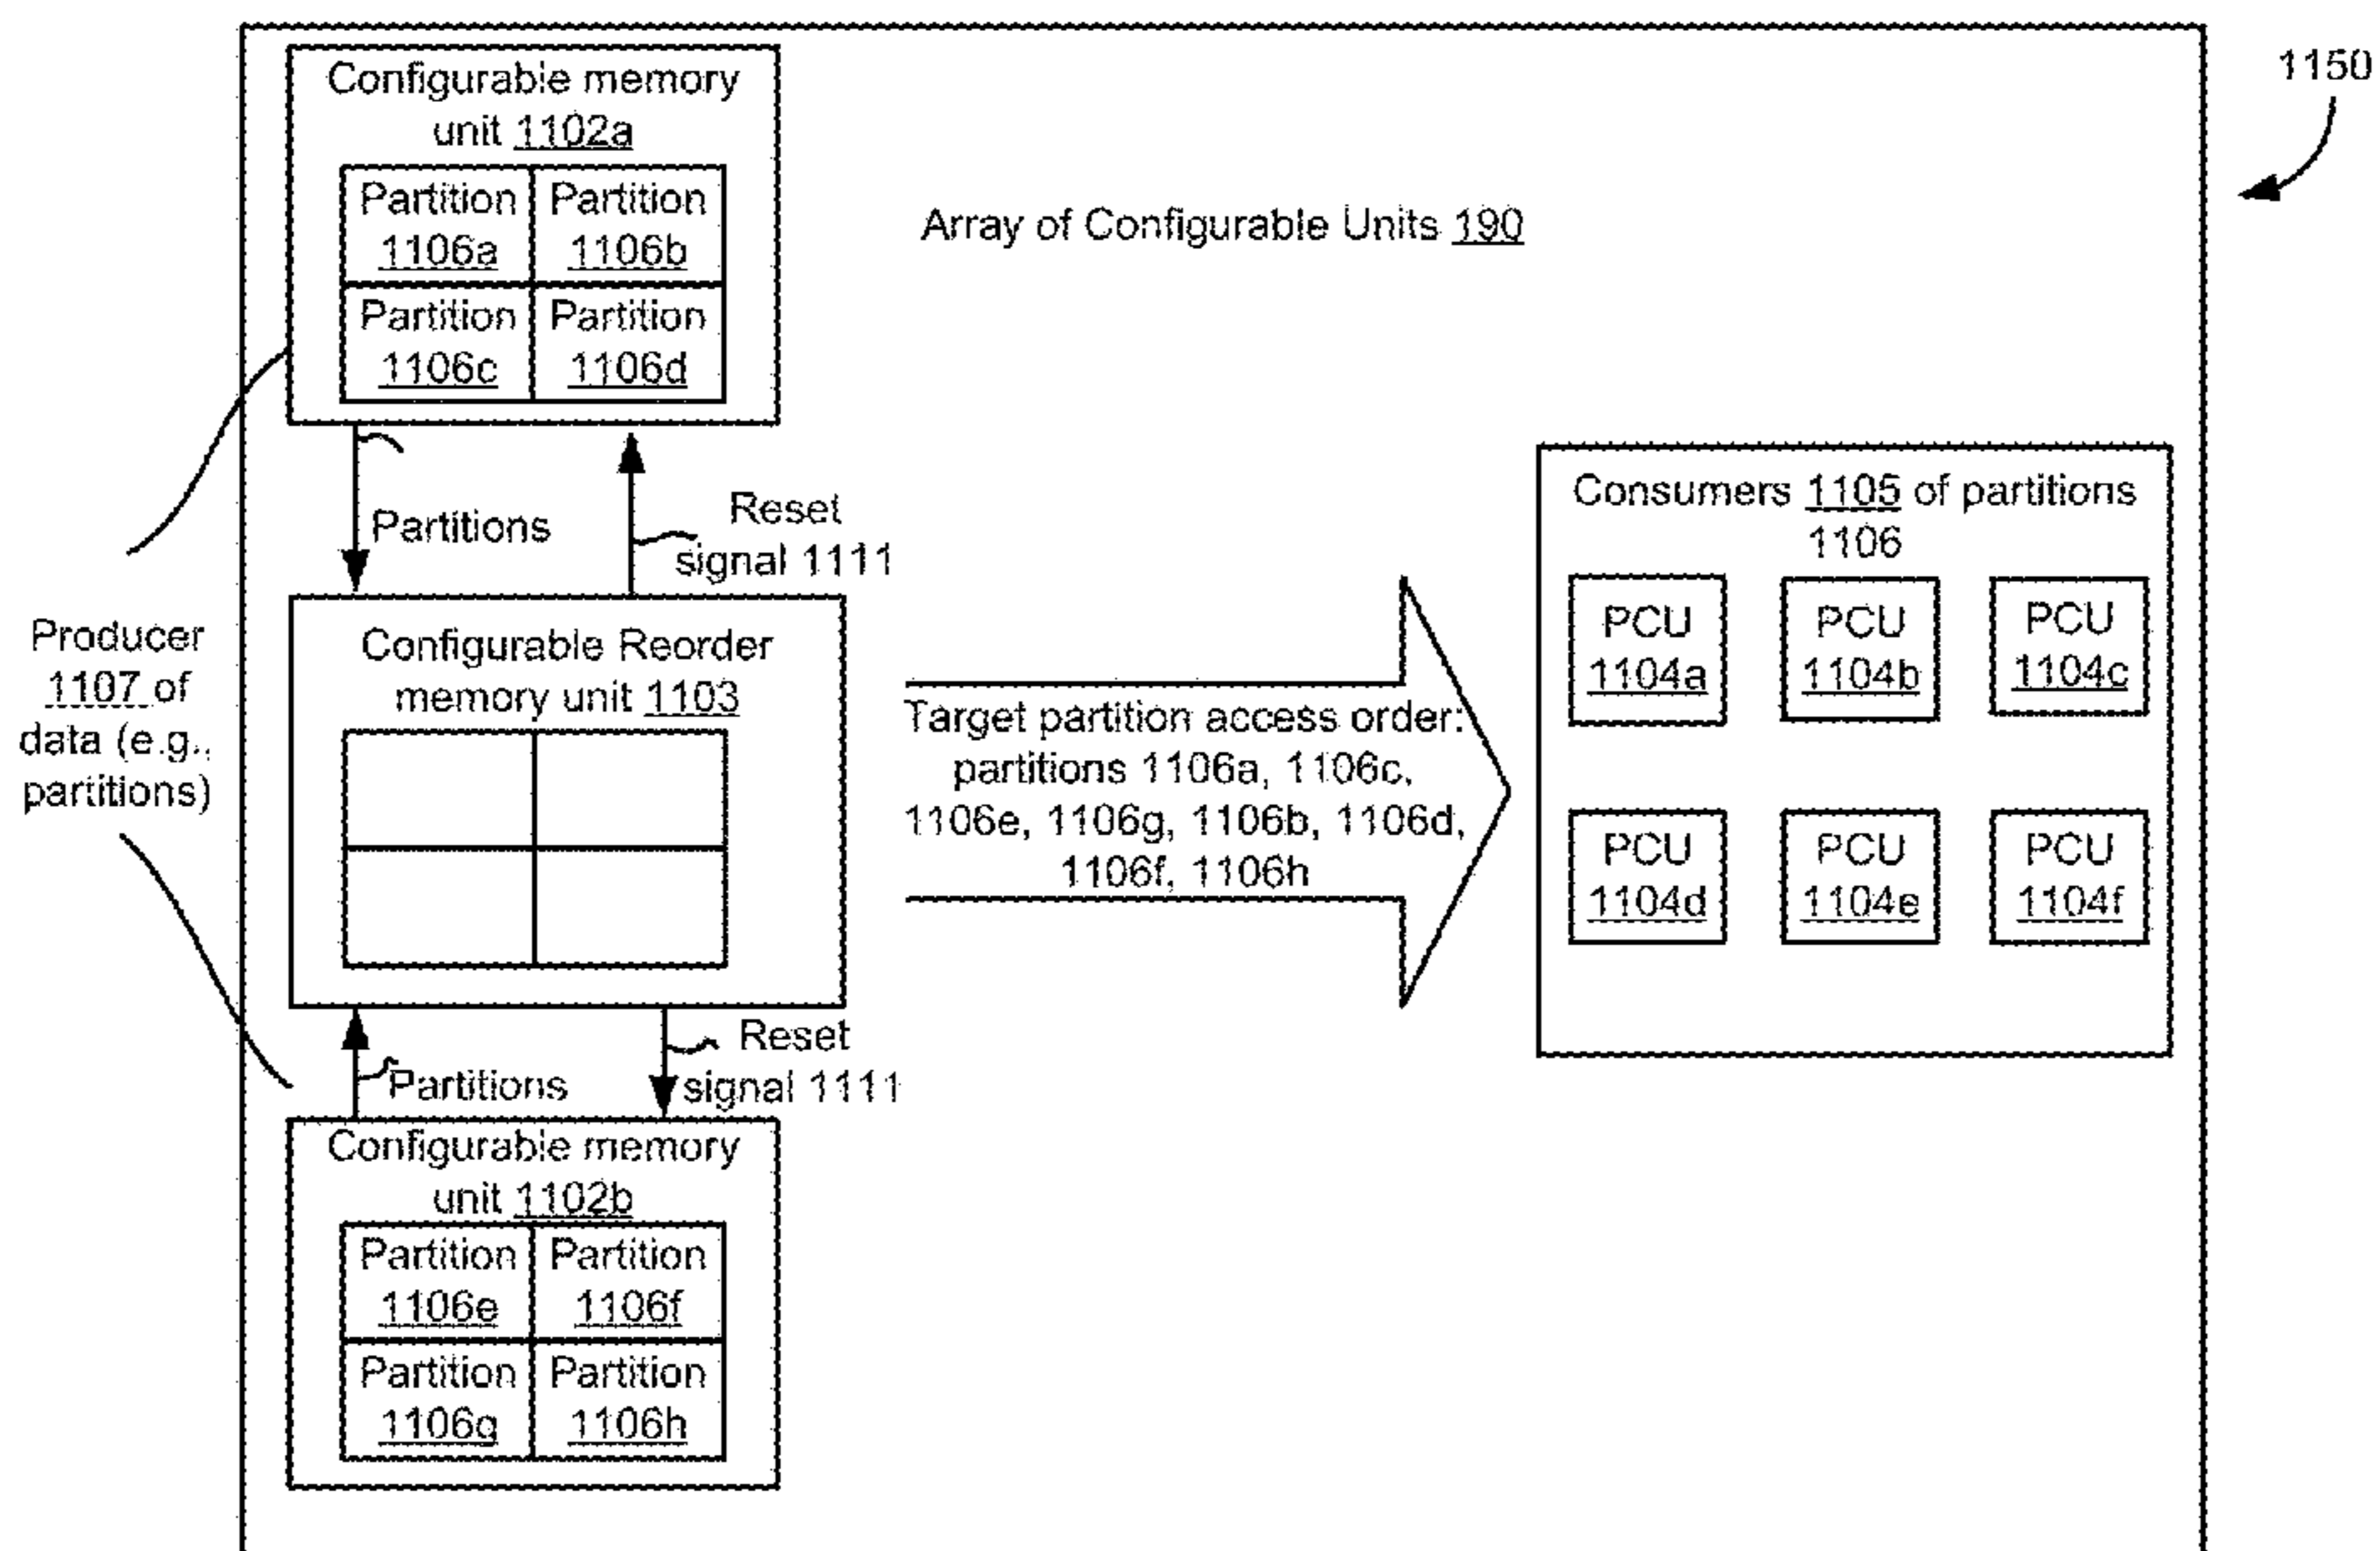 1150
Configurable memory
unit 1102a
Partition Partition
1106a 1106b
Partition Partition
1106c 1106d
Array of Configurable Units 190
Partitions
Reset
signal 1111
Producer
1107 of
data (e.g.,
partitions)
Configurable Reorder
memory unit 1103
Target partition access order:
partitions 1106a, 1106c,
1106e, 1106g, 1106b, 1106d,
1106f, 1106h
Consumers 1105 of partitions
1106
PCU PCU PCU
1104a 1104b 1104c
PCU PCU PCU
1104d 1104e 1104f
Partitions
Reset
signal 1111
Configurable memory
unit 1102b
Partition Partition
1106e 1106f
Partition Partition
1106g 1106h